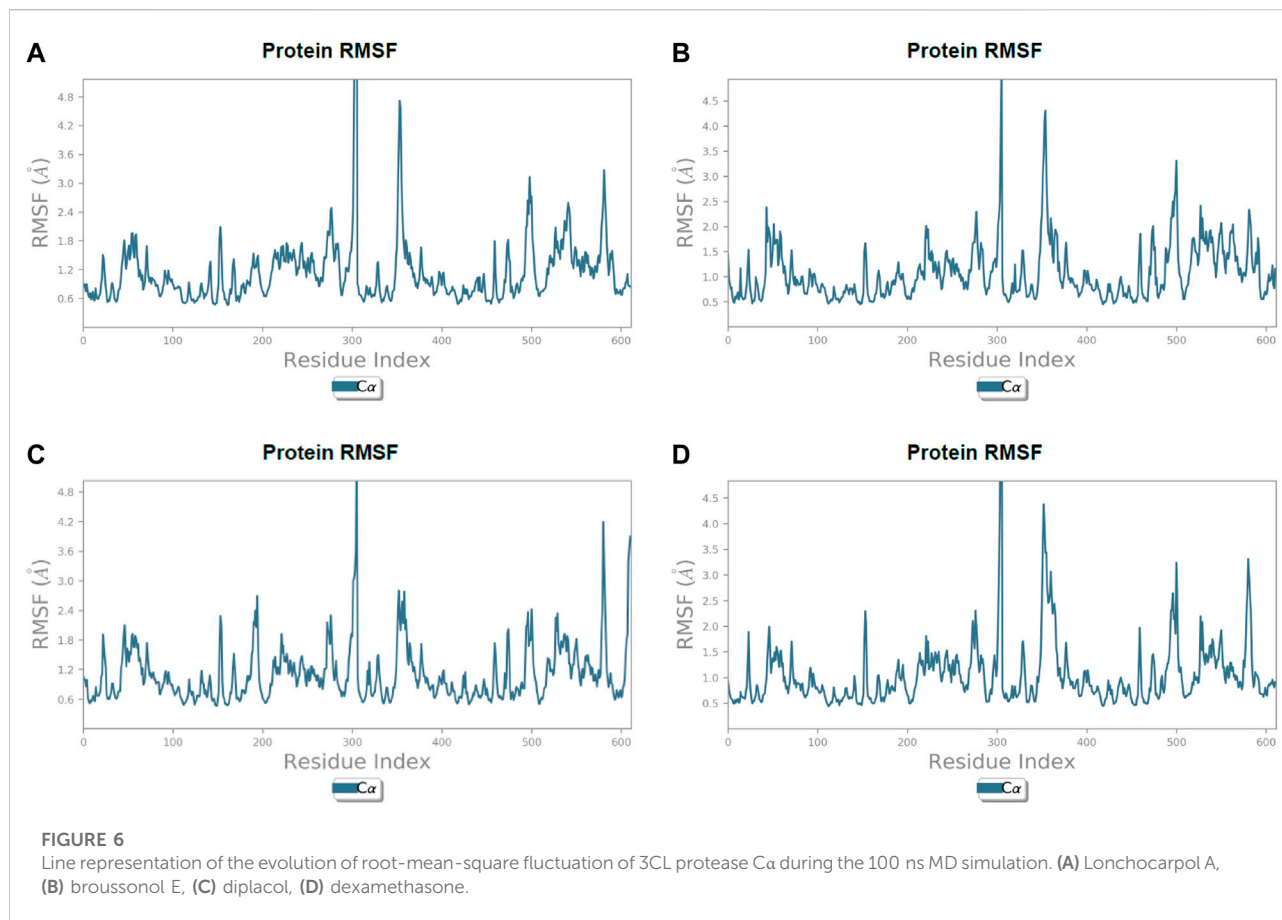 A
Protein RMSF
4.8
4.2
3.6
3.0
2.4
1.8
1.2
0.6
RMSF (Å)
0 100 200 300 400 500 600
Residue Index
Cα
B
Protein RMSF
4.5
4.0
3.5
3.0
2.5
2.0
1.5
1.0
0.5
RMSF (Å)
0 100 200 300 400 500 600
Residue Index
Cα
C
Protein RMSF
4.8
4.2
3.6
3.0
2.4
1.8
1.2
0.6
RMSF (Å)
0 100 200 300 400 500 600
Residue Index
Cα
D
Protein RMSF
4.5
4.0
3.5
3.0
2.5
2.0
1.5
1.0
0.5
RMSF (Å)
0 100 200 300 400 500 600
Residue Index
Cα
FIGURE 6
Line representation of the evolution of root-mean-square fluctuation of 3CL protease Cα during the 100 ns MD simulation. (A) Lonchocarpol A,
(B) broussonol E, (C) diplacol, (D) dexamethasone.